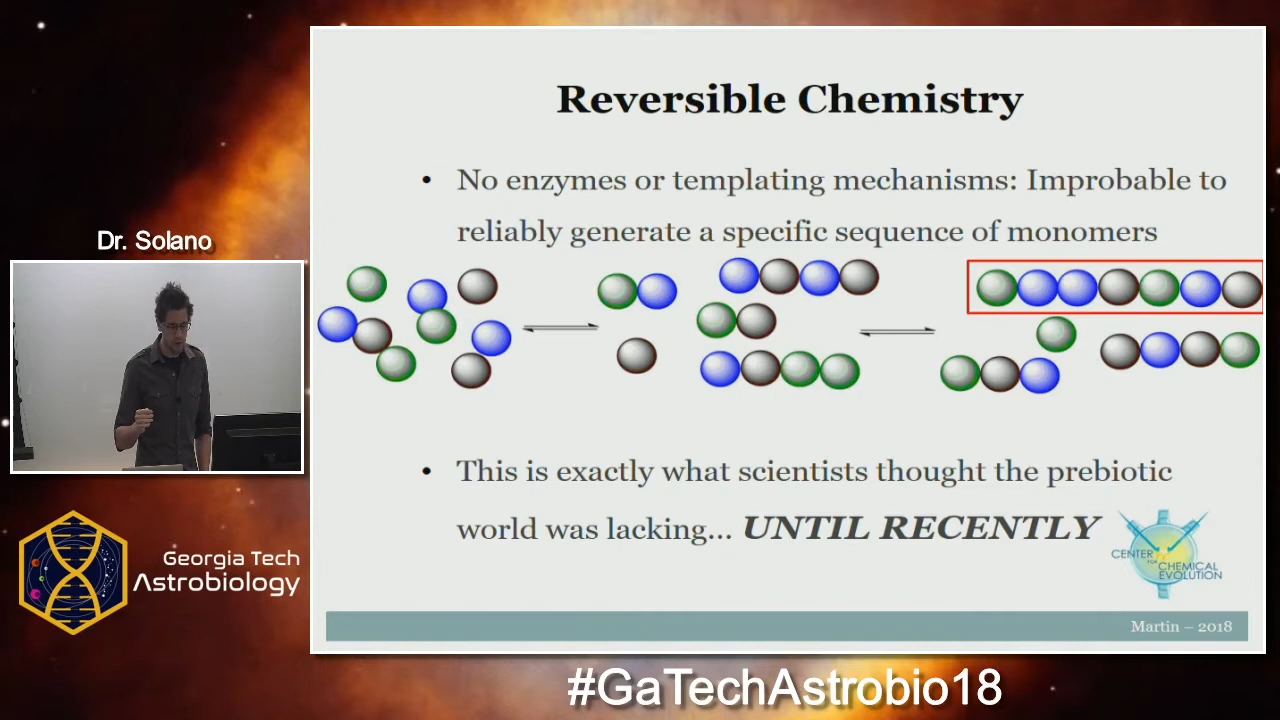 Reversible Chemistry
• No enzymes or templating mechanisms: Improbable to
reliably generate a specific sequence of monomers
• This is exactly what scientists thought the prebiotic
world was lacking... UNTIL RECENTLY
CENTER
FOR
CHEMICAL
EVOLUTION
Martin – 2018
Dr. Solano
Georgia Tech
Astrobiology
#GaTechAstrobio18